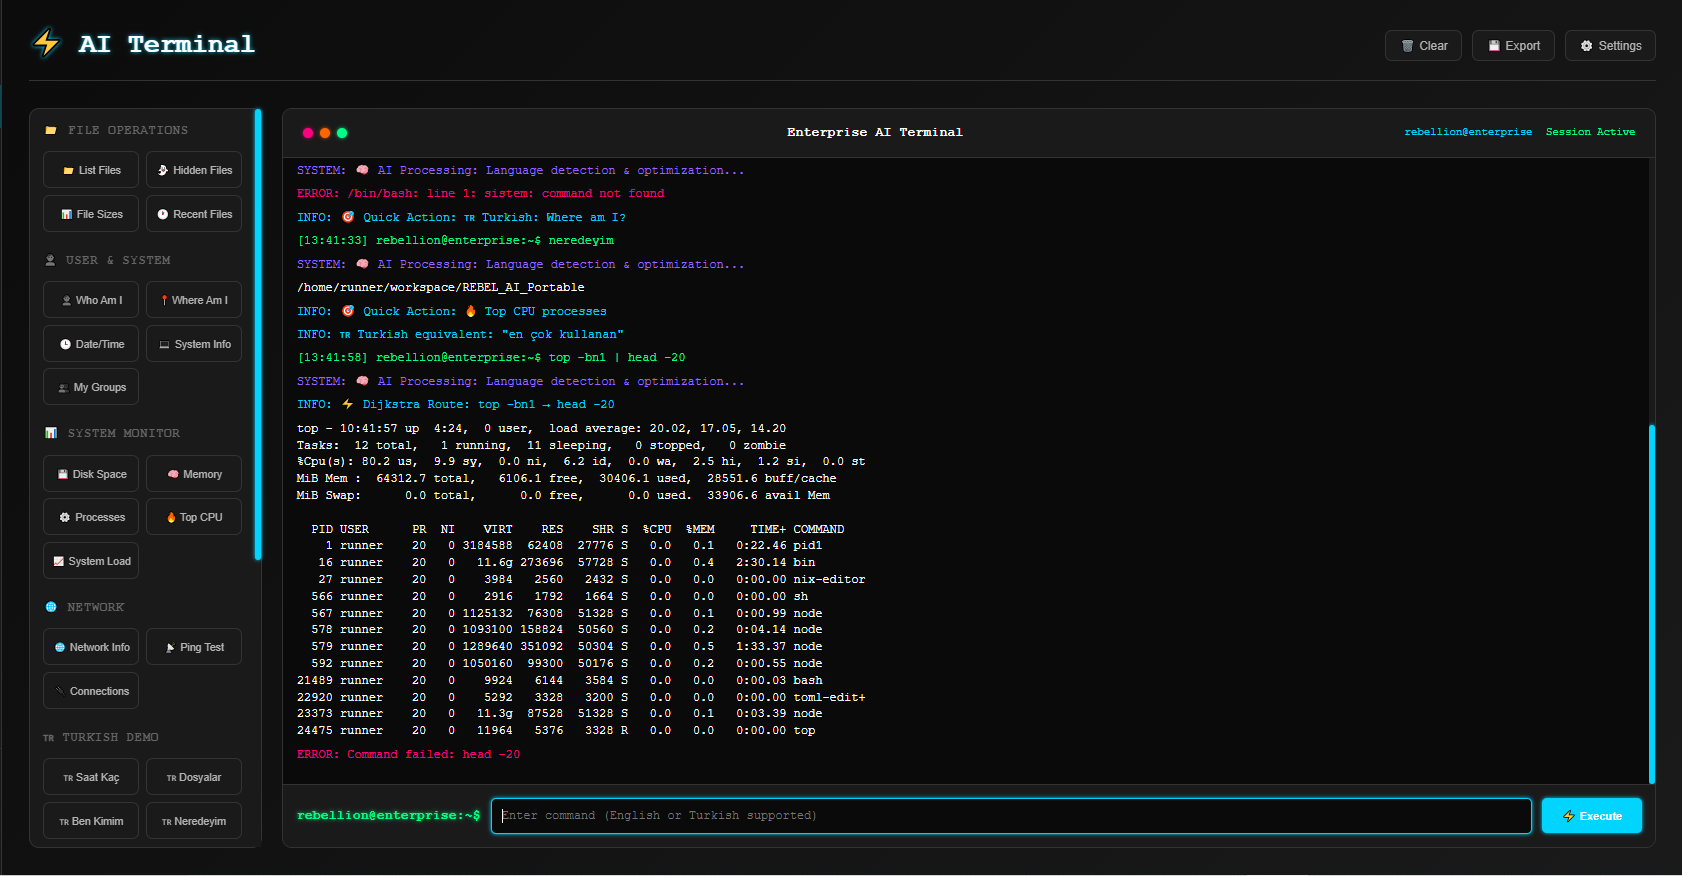 AI Terminal
Clear
Export
Settings
FILE OPERATIONS
List Files
Hidden Files
File Sizes
Recent Files
USER & SYSTEM
Who Am I
Where Am I
Date/Time
System Info
My Groups
SYSTEM MONITOR
Disk Space
Memory
Processes
Top CPU
System Load
NETWORK
Network Info
Ping Test
Connections
TR TURKISH DEMO
TR Saat Kaç
TR Dosyalar
TR Ben Kimim
TR Neredeyim
Enterprise AI Terminal
rebellion@enterprise Session Active
SYSTEM: 🧠 AI Processing: Language detection & optimization...
ERROR: /bin/bash: line 1: sistem: command not found
INFO: 🎯 Quick Action: TR Turkish: Where am I?
[13:41:33] rebellion@enterprise:~$ neredeyim
SYSTEM: 🧠 AI Processing: Language detection & optimization...
/home/runner/workspace/REBEL_AI_Portable
INFO: 🎯 Quick Action: 🔥 Top CPU processes
INFO: TR Turkish equivalent: "en çok kullanan"
[13:41:58] rebellion@enterprise:~$ top -bn1 | head -20
SYSTEM: 🧠 AI Processing: Language detection & optimization...
INFO: ⚡ Dijkstra Route: top -bn1 → head -20
top - 10:41:57 up  4:24,  0 user,  load average: 20.02, 17.05, 14.20
Tasks:  12 total,   1 running,  11 sleeping,   0 stopped,   0 zombie
%Cpu(s): 80.2 us,  9.9 sy,  0.0 ni,  6.2 id,  0.0 wa,  2.5 hi,  1.2 si,  0.0 st
MiB Mem :  64312.7 total,   6106.1 free,  30406.1 used,  28551.6 buff/cache
MiB Swap:      0.0 total,      0.0 free,      0.0 used.  33906.6 avail Mem
PID USER      PR  NI    VIRT    RES    SHR S  %CPU  %MEM     TIME+ COMMAND
1 runner    20   0 3184588  62408  27776 S   0.0   0.1   0:22.46 pid1
16 runner    20   0   11.6g 273696  57728 S   0.0   0.4   2:30.14 bin
27 runner    20   0    3984   2560   2432 S   0.0   0.0   0:00.00 nix-editor
566 runner    20   0    2916   1792   1664 S   0.0   0.0   0:00.00 sh
567 runner    20   0 1125132  76308  51328 S   0.0   0.1   0:00.99 node
578 runner    20   0 1093100 158824  50560 S   0.0   0.2   0:04.14 node
579 runner    20   0 1289640 351092  50304 S   0.0   0.5   1:33.37 node
592 runner    20   0 1050160  99300  50176 S   0.0   0.2   0:00.55 node
21489 runner    20   0    9924   6144   3584 S   0.0   0.0   0:00.03 bash
22920 runner    20   0    5292   3328   3200 S   0.0   0.0   0:00.00 toml-edit+
23373 runner    20   0   11.3g  87528  51328 S   0.0   0.1   0:03.39 node
24475 runner    20   0   11964   5376   3328 R   0.0   0.0   0:00.00 top
ERROR: Command failed: head -20
rebellion@enterprise:~$ Enter command (English or Turkish supported)
⚡ Execute